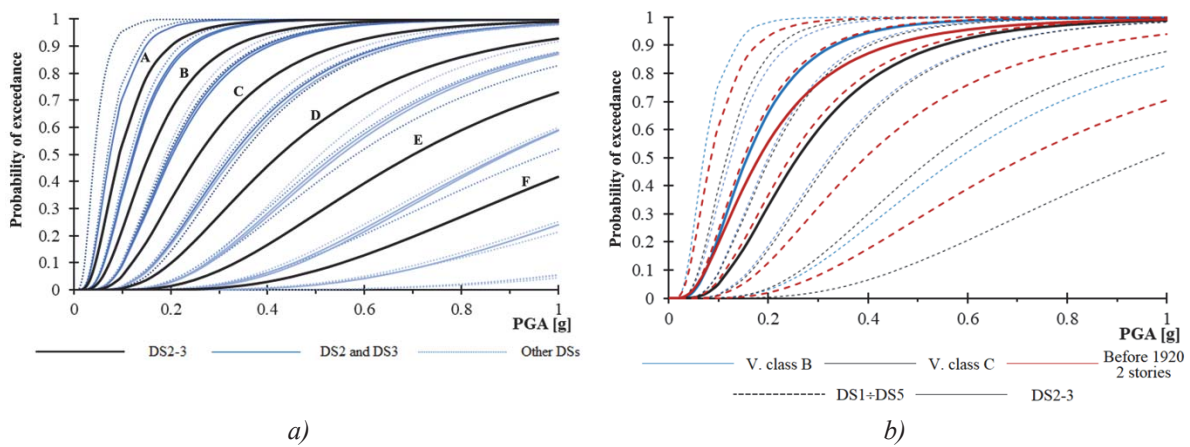 Probability of exceedance
1
0.9
0.8
0.7
0.6
0.5
0.4
0.3
0.2
0.1
0
A
B
C
D
E
F
0 0.2 0.4 0.6 0.8 1
PGA [g]
DS2-3 DS2 and DS3 Other DSs
a)
Probability of exceedance
1
0.9
0.8
0.7
0.6
0.5
0.4
0.3
0.2
0.1
0
0 0.2 0.4 0.6 0.8 1
PGA [g]
V. class B V. class C Before 1920
2 stories
DS1÷DS5 DS2-3
b)